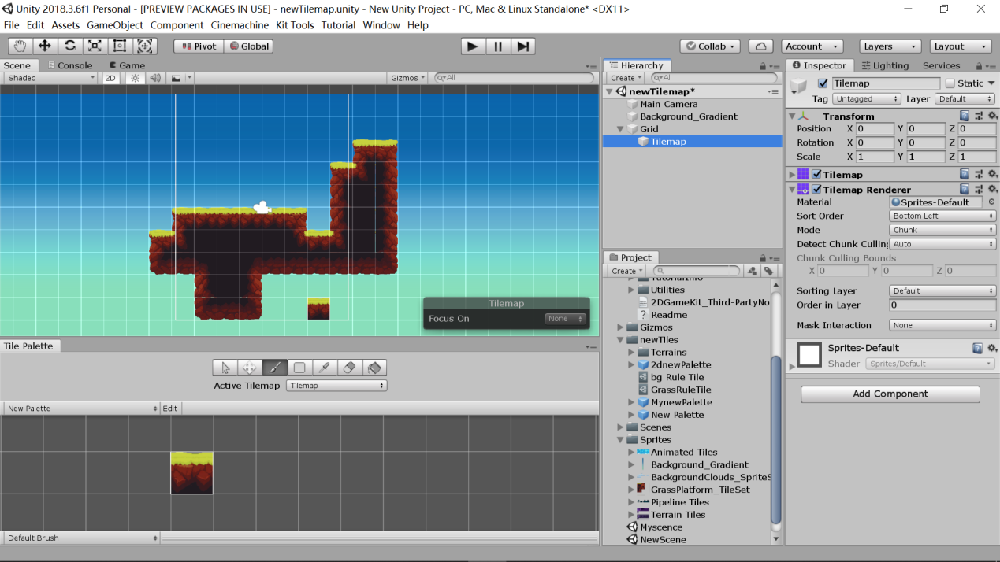 Unity 2018.3.6f1 Personal - [PREVIEW PACKAGES IN USE] - newTilemap.unity - New Unity Project - PC, Mac & Linux Standalone* <DX11>
File Edit Assets GameObject Component Cinemachine Kit Tools Tutorial Window Help
Pivot Global Collab Account Layers Layout
Scene Console Game
Shaded 2D Gizmos All
Hierarchy
Create All
newTilemap*
Main Camera
Background_Gradient
Grid
Tilemap
Tilemap
Focus On None
Project
Create
TutorialInfo
Utilities
2DGameKit_Third-PartyNo
Readme
Gizmos
newTiles
Terrains
2dnewPalette
bg Rule Tile
GrassRuleTile
MynewPalette
New Palette
Scenes
Sprites
Animated Tiles
Background_Gradient
BackgroundClouds_SpriteS
GrassPlatform_TileSet
Pipeline Tiles
Terrain Tiles
Myscence
NewScene
Inspector Lighting Services
Tilemap Static
Tag Untagged Layer Default
Transform
Position X 0 Y 0 Z 0
Rotation X 0 Y 0 Z 0
Scale X 1 Y 1 Z 1
Tilemap
Tilemap Renderer
Material Sprites-Default
Sort Order Bottom Left
Mode Chunk
Detect Chunk Culling Auto
Chunk Culling Bounds
X 0 Y 0 Z 0
Sorting Layer Default
Order in Layer 0
Mask Interaction None
Sprites-Default
Shader Sprites/Default
Add Component
Tile Palette
Active Tilemap Tilemap
New Palette Edit
Default Brush